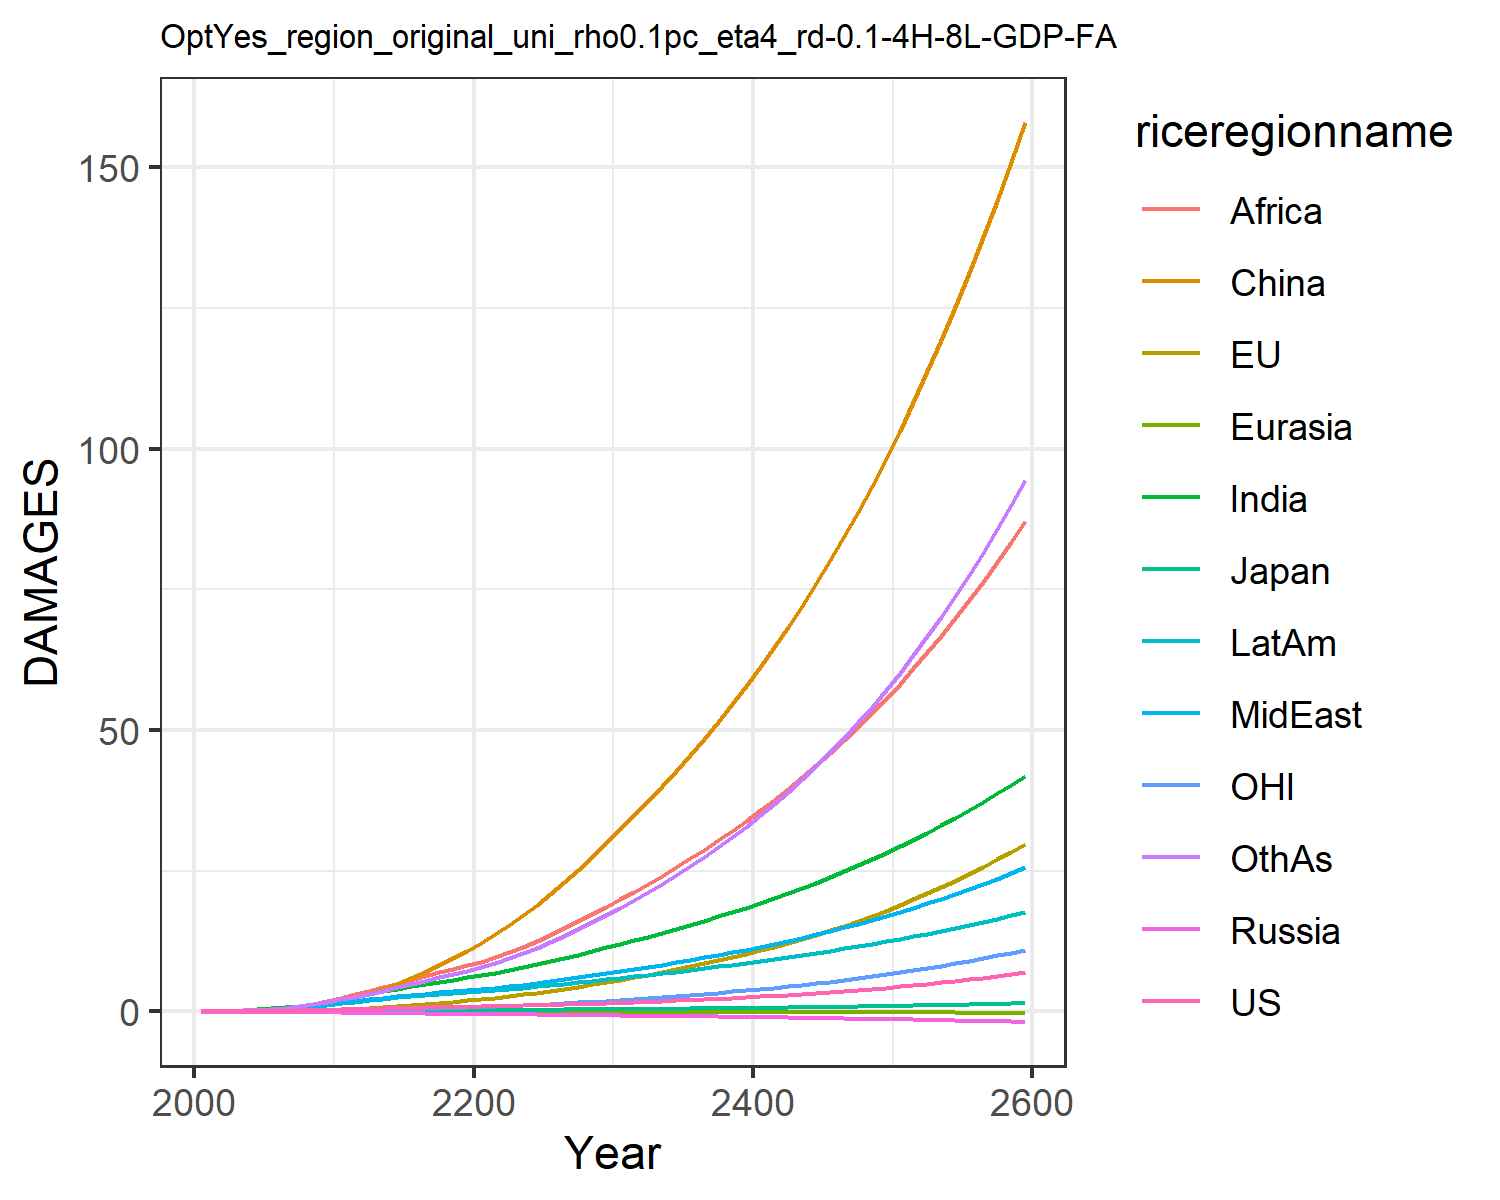 OptYes_region_original_uni_rho0.1pc_eta4_rd-0.1-4H-8L-GDP-FA
DAMAGES
150
100
50
0
2000 2200 2400 2600
Year
riceregionname
Africa
China
EU
Eurasia
India
Japan
LatAm
MidEast
OHI
OthAs
Russia
US